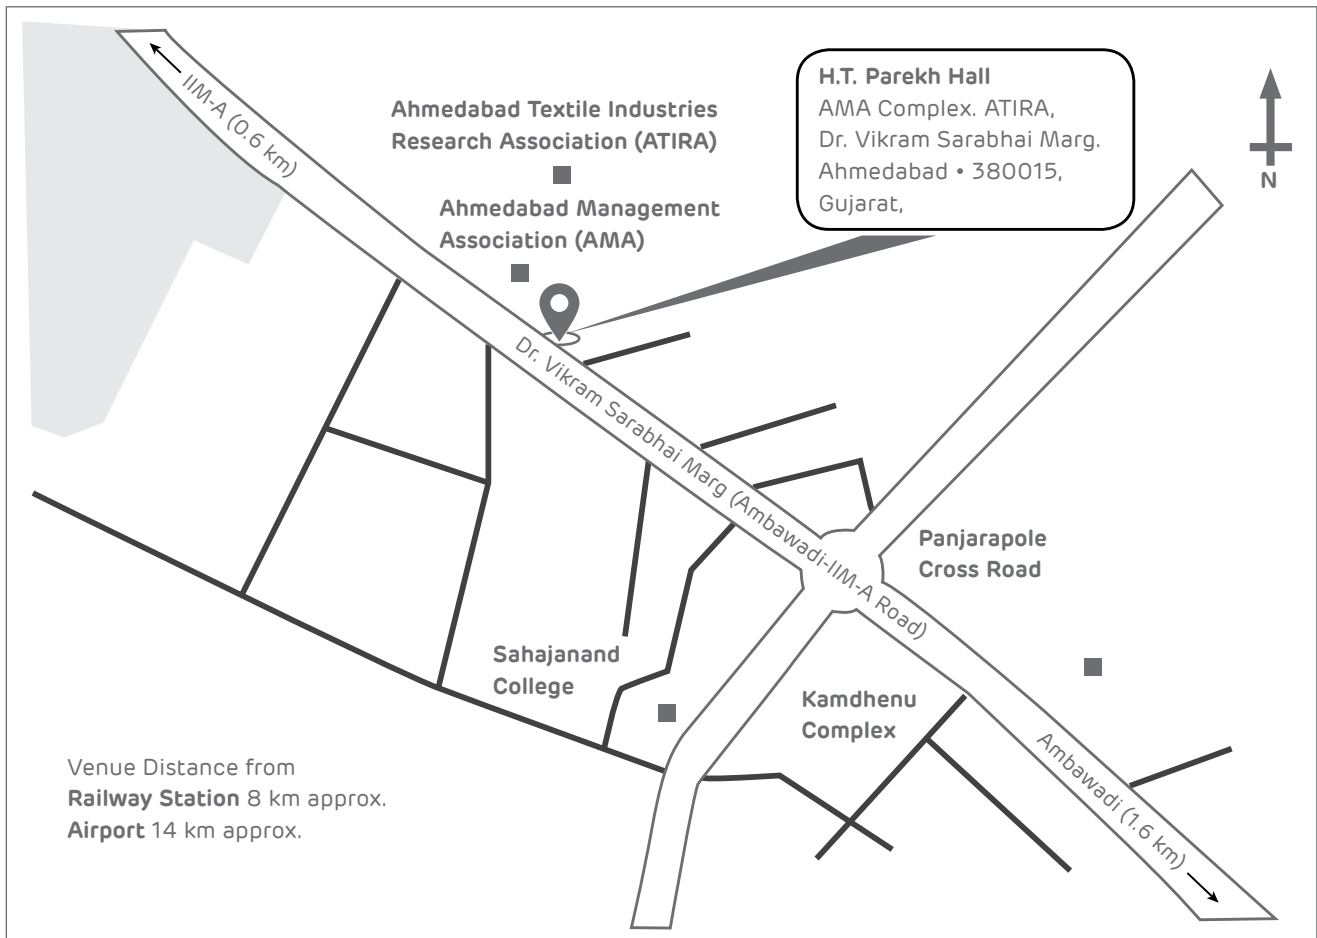 IIM-A (0.6 km)
Ahmedabad Textile Industries
Research Association (ATIRA)
Ahmedabad Management
Association (AMA)
H.T. Parekh Hall
AMA Complex. ATIRA,
Dr. Vikram Sarabhai Marg.
Ahmedabad • 380015,
Gujarat,
N
Dr. Vikram Sarabhai Marg (Ambawadi-IIM-A Road)
Panjarapole
Cross Road
Sahajanand
College
Kamdhenu
Complex
Ambawadi (1.6 km)
Venue Distance from
Railway Station 8 km approx.
Airport 14 km approx.